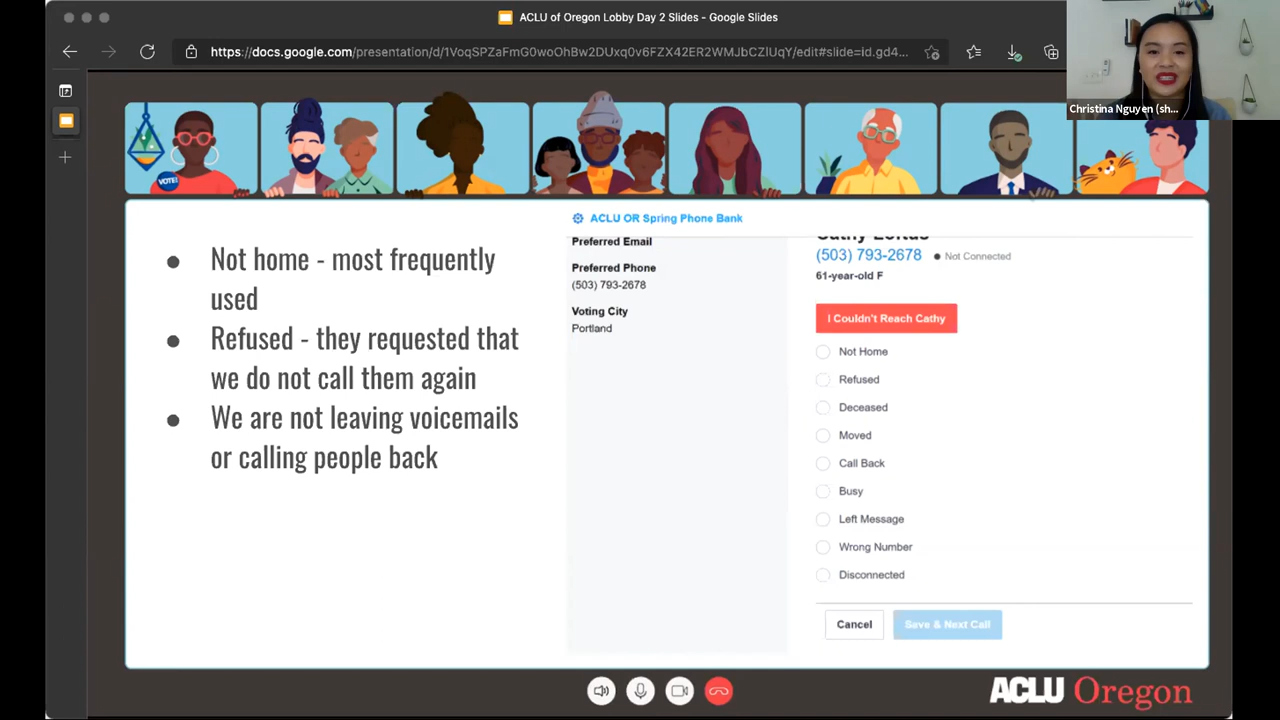 ACLU of Oregon Lobby Day 2 Slides - Google Slides
https://docs.google.com/presentation/d/1VoqSPZaFmG0woOhBw2DUxq0v6FZX42ER2WMJbCZlUqY/edit#slide=id.gd4...
Christina Nguyen (sh...
VOTE!
ACLU OR Spring Phone Bank
Not home - most frequently
used
Refused - they requested that
we do not call them again
We are not leaving voicemails
or calling people back
Preferred Email
Preferred Phone
(503) 793-2678
Voting City
Portland
Cathy Loftus
(503) 793-2678 Not Connected
61-year-old F
I Couldn't Reach Cathy
Not Home
Refused
Deceased
Moved
Call Back
Busy
Left Message
Wrong Number
Disconnected
Cancel Save & Next Call
ACLU Oregon